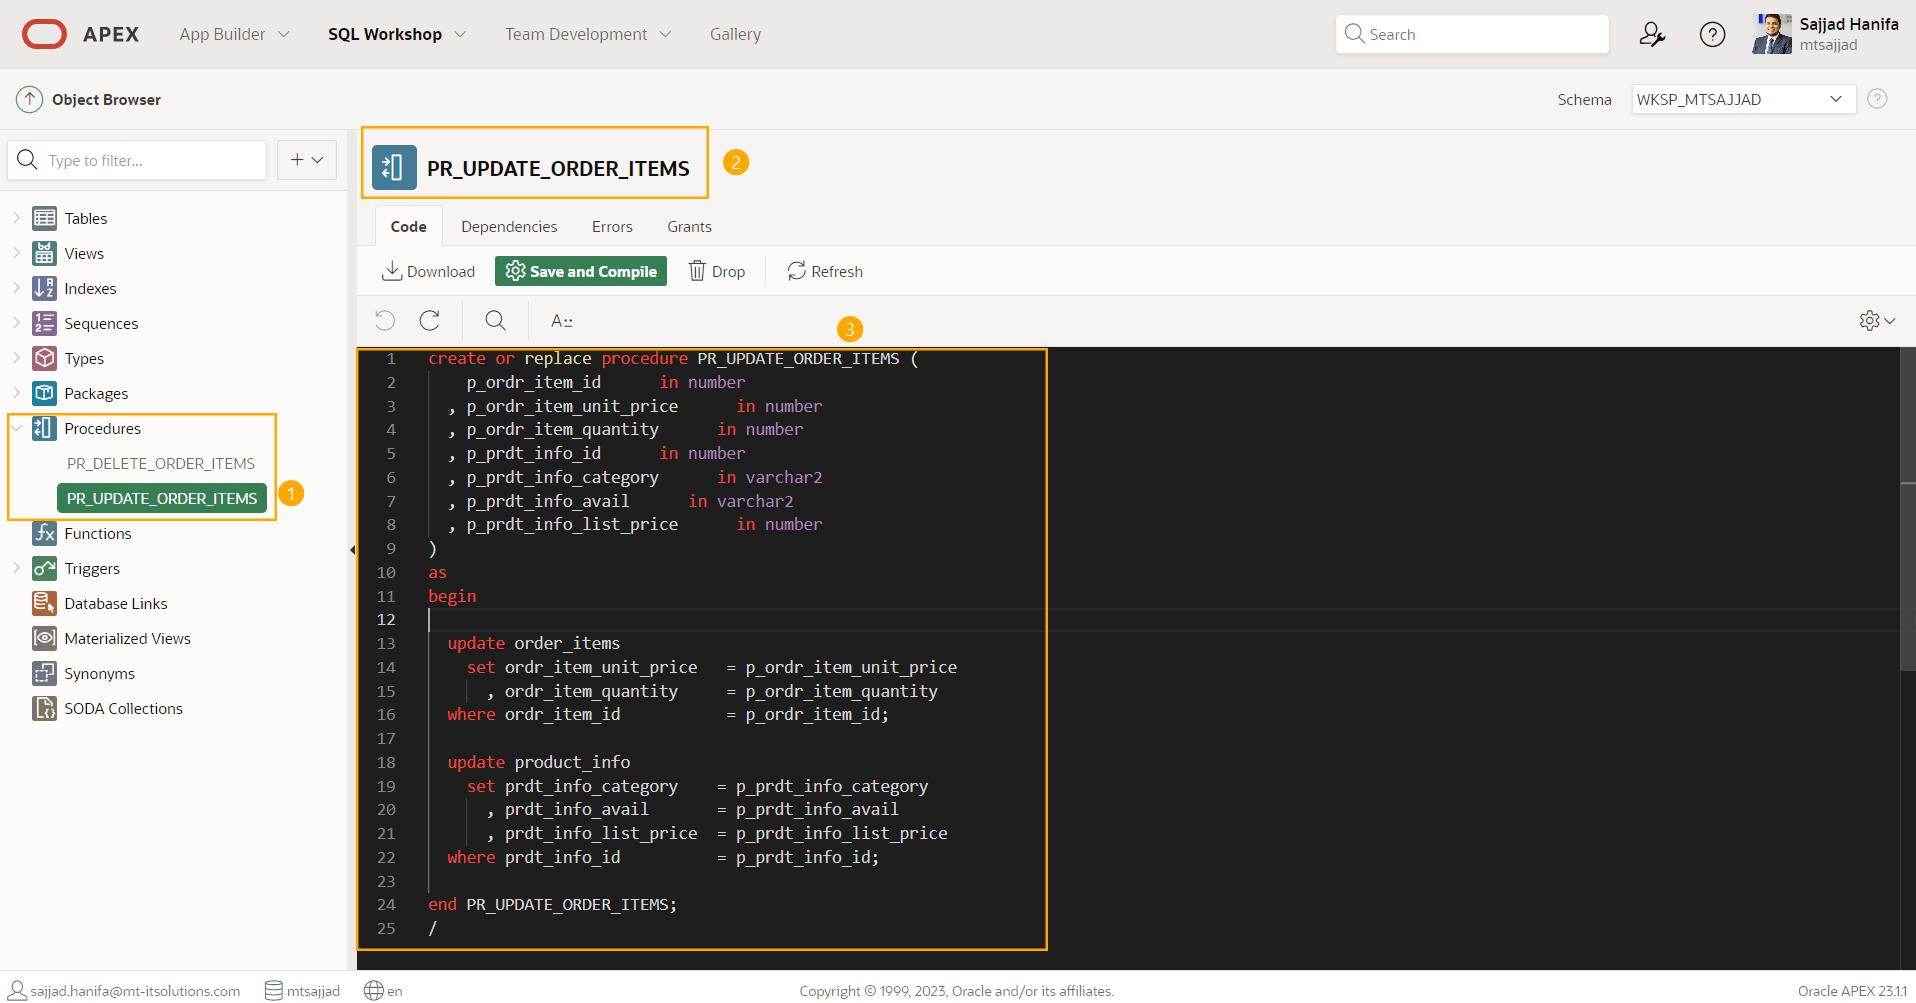 APEX App Builder SQL Workshop Team Development Gallery Search Sajjad Hanifa
mtsajjad
Object Browser Schema WKSP_MTSAJJAD
Type to filter...
Tables
Views
Indexes
Sequences
Types
Packages
Procedures
PR_DELETE_ORDER_ITEMS
PR_UPDATE_ORDER_ITEMS 1
Functions
Triggers
Database Links
Materialized Views
Synonyms
SODA Collections
PR_UPDATE_ORDER_ITEMS 2
Code Dependencies Errors Grants
Download Save and Compile Drop Refresh
A::
3
1 create or replace procedure PR_UPDATE_ORDER_ITEMS (
2 p_ordr_item_id in number
3 , p_ordr_item_unit_price in number
4 , p_ordr_item_quantity in number
5 , p_prdt_info_id in number
6 , p_prdt_info_category in varchar2
7 , p_prdt_info_avail in varchar2
8 , p_prdt_info_list_price in number
9 )
10 as
11 begin
12
13 update order_items
14 set ordr_item_unit_price = p_ordr_item_unit_price
15 , ordr_item_quantity = p_ordr_item_quantity
16 where ordr_item_id = p_ordr_item_id;
17
18 update product_info
19 set prdt_info_category = p_prdt_info_category
20 , prdt_info_avail = p_prdt_info_avail
21 , prdt_info_list_price = p_prdt_info_list_price
22 where prdt_info_id = p_prdt_info_id;
23
24 end PR_UPDATE_ORDER_ITEMS;
25 /
sajjad.hanifa@mt-itsolutions.com mtsajjad en Copyright © 1999, 2023, Oracle and/or its affiliates. Oracle APEX 23.1.1